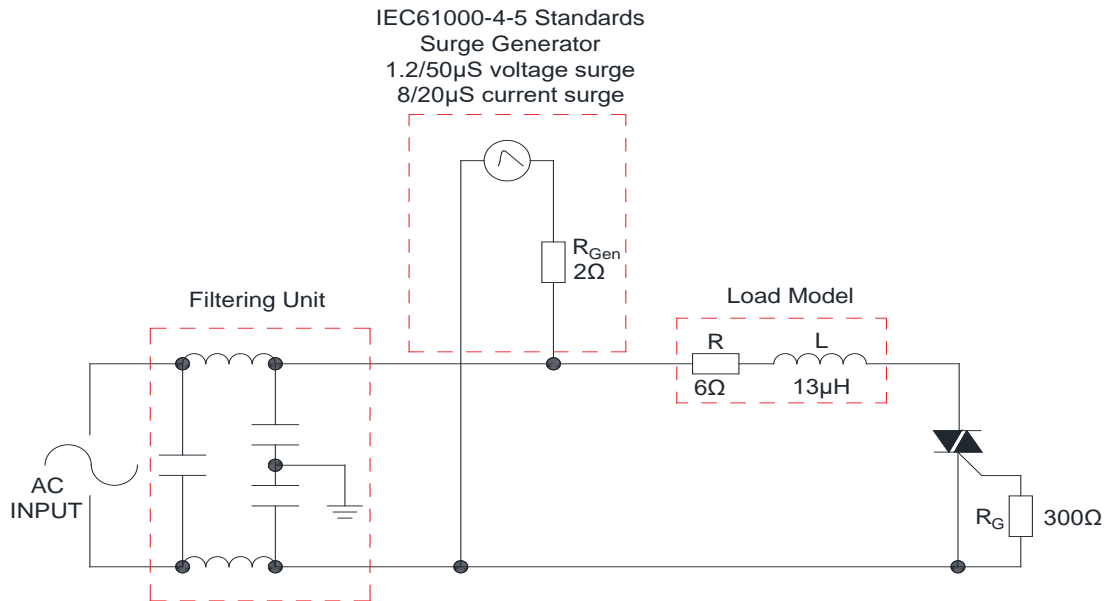 IEC61000-4-5 Standards
Surge Generator
1.2/50µS voltage surge
8/20µS current surge
RGen
2Ω
Filtering Unit
Load Model
R
L
6Ω
13µH
AC
INPUT
RG
300Ω